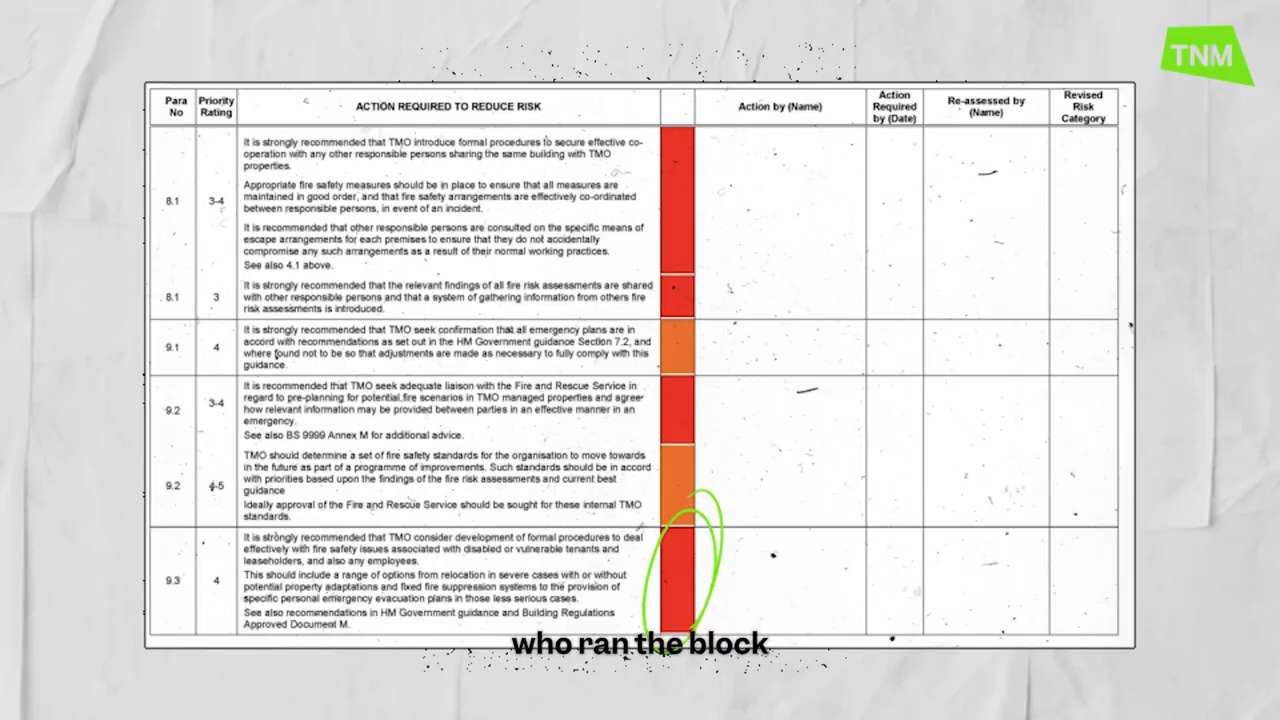 TNM
Para No
Priority Rating
ACTION REQUIRED TO REDUCE RISK
Action by (Name)
Action Required by (Date)
Re-assessed by (Name)
Revised Risk Category
8.1
3-4
It is strongly recommended that TMO introduce formal procedures to secure effective co-
operation with any other responsible persons sharing the same building with TMO
properties.
Appropriate fire safety measures should be in place to ensure that all measures are
maintained in good order, and that fire safety arrangements are effectively co-ordinated
between responsible persons, in event of an incident.
It is recommended that other responsible persons are consulted on the specific means of
escape arrangements for each premises to ensure that they do not accidentally
compromise any such arrangements as a result of their normal working practices.
See also 4.1 above.
8.1
3
It is strongly recommended that the relevant findings of all fire risk assessments are shared
with other responsible persons and that a system of gathering information from others fire
risk assessments is introduced.
9.1
4
It is strongly recommended that TMO seek confirmation that all emergency plans are in
accord with recommendations as set out in the HM Government guidance Section 7.2, and
where found not to be so that adjustments are made as necessary to fully comply with this
guidance.
9.2
3-4
It is recommended that TMO seek adequate liaison with the Fire and Rescue Service in
regard to pre-planning for potential fire scenarios in TMO managed properties and agree
how relevant information may be provided between parties in an effective manner in an
emergency.
See also BS 9999 Annex M for additional advice.
9.2
4-5
TMO should determine a set of fire safety standards for the organisation to move towards
in the future as part of a programme of improvements. Such standards should be in accord
with priorities based upon the findings of the fire risk assessments and current best
guidance
Ideally approval of the Fire and Rescue Service should be sought for these internal TMO
standards.
9.3
4
It is strongly recommended that TMO consider development of formal procedures to deal
effectively with fire safety issues associated with disabled or vulnerable tenants and
leaseholders, and also any employees.
This should include a range of options from relocation in severe cases with or without
potential property adaptations and fixed fire suppression systems to the provision of
specific personal emergency evacuation plans in those less serious cases.
See also recommendations in HM Government guidance and Building Regulations
Approved Document M.
who ran the block